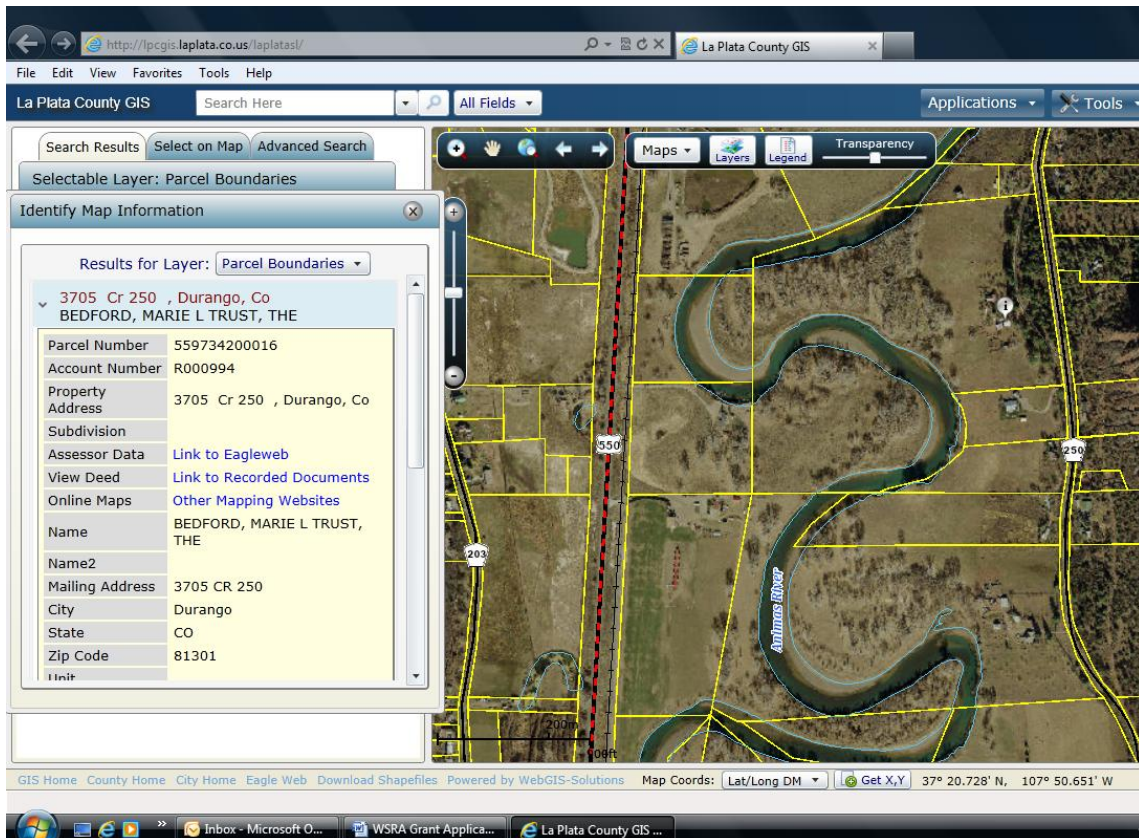 http://lpcgis.laplata.co.us/laplatasl/
La Plata County GIS
File Edit View Favorites Tools Help
La Plata County GIS
Search Here
All Fields
Applications
Tools
Search Results
Select on Map
Advanced Search
Selectable Layer: Parcel Boundaries
Maps
Layers
Legend
Transparency
Identify Map Information
Results for Layer: Parcel Boundaries
3705 Cr 250 , Durango, Co
BEDFORD, MARIE L TRUST, THE
Parcel Number 559734200016
Account Number R000994
Property
Address
3705 Cr 250 , Durango, Co
Subdivision
Assessor Data Link to Eagleweb
View Deed Link to Recorded Documents
Online Maps Other Mapping Websites
Name
BEDFORD, MARIE L TRUST,
THE
Name2
Mailing Address 3705 CR 250
City Durango
State CO
Zip Code 81301
Unit
550
250
203
Animas River
200m
900ft
GIS Home County Home City Home Eagle Web Download Shapefiles Powered by WebGIS-Solutions Map Coords: Lat/Long DM Get X,Y 37° 20.728' N, 107° 50.651' W
Inbox - Microsoft O...
WSRA Grant Applica...
La Plata County GIS ...